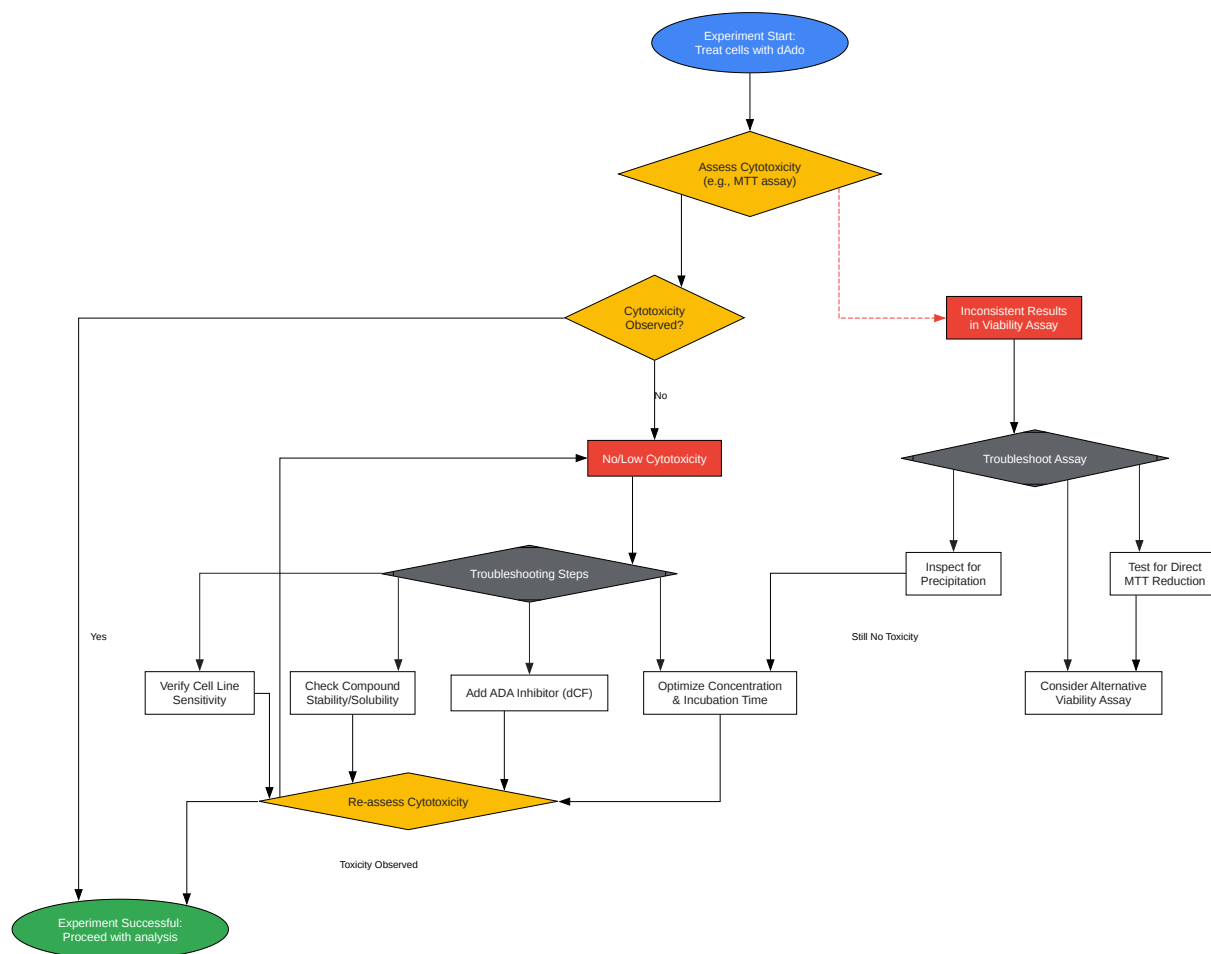 Experiment Start:
Treat cells with dAdo
Assess Cytotoxicity
(e.g., MTT assay)
Cytotoxicity
Observed?
Inconsistent Results
in Viability Assay
No
No/Low Cytotoxicity
Troubleshoot Assay
Troubleshooting Steps
Inspect for
Precipitation
Test for Direct
MTT Reduction
Yes
Still No Toxicity
Verify Cell Line
Sensitivity
Check Compound
Stability/Solubility
Add ADA Inhibitor (dCF)
Optimize Concentration
& Incubation Time
Consider Alternative
Viability Assay
Re-assess Cytotoxicity
Toxicity Observed
Experiment Successful:
Proceed with analysis